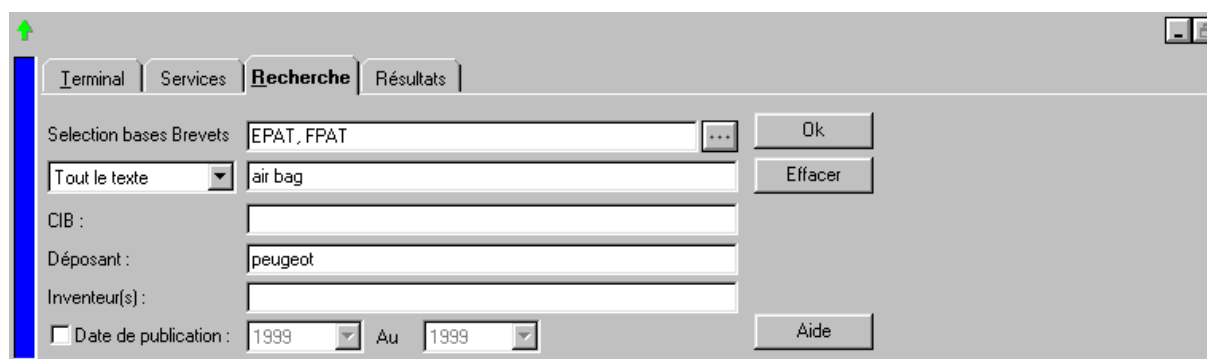 Terminal Services Recherche Résultats
Selection bases Brevets EPAT, FPAT ... Ok
Tout le texte air bag Effacer
CIB :
Déposant : peugeot
Inventeur(s) :
Date de publication : 1999 Au 1999 Aide